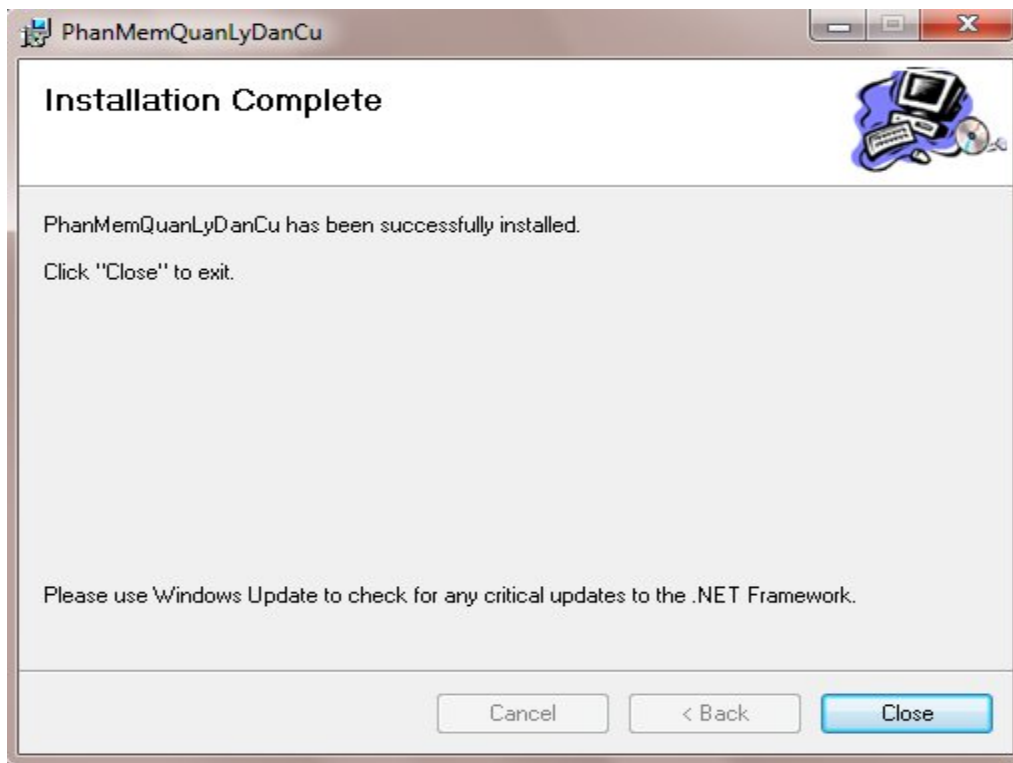 PhanMemQuanLyDanCu
Installation Complete
PhanMemQuanLyDanCu has been successfully installed.
Click "Close" to exit.
Please use Windows Update to check for any critical updates to the .NET Framework.
Cancel
< Back
Close